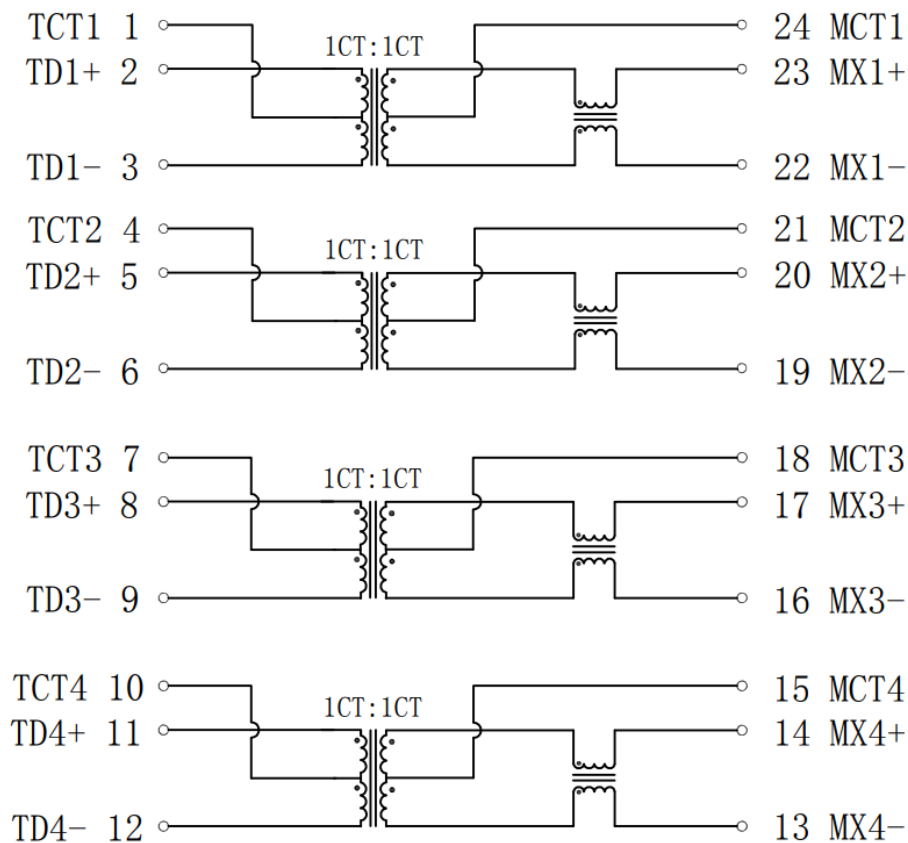 TCT1 1 24 MCT1
1CT:1CT
TD1+ 2 23 MX1+
TD1- 3 22 MX1-
TCT2 4 21 MCT2
1CT:1CT
TD2+ 5 20 MX2+
TD2- 6 19 MX2-
TCT3 7 18 MCT3
1CT:1CT
TD3+ 8 17 MX3+
TD3- 9 16 MX3-
TCT4 10 15 MCT4
1CT:1CT
TD4+ 11 14 MX4+
TD4- 12 13 MX4-